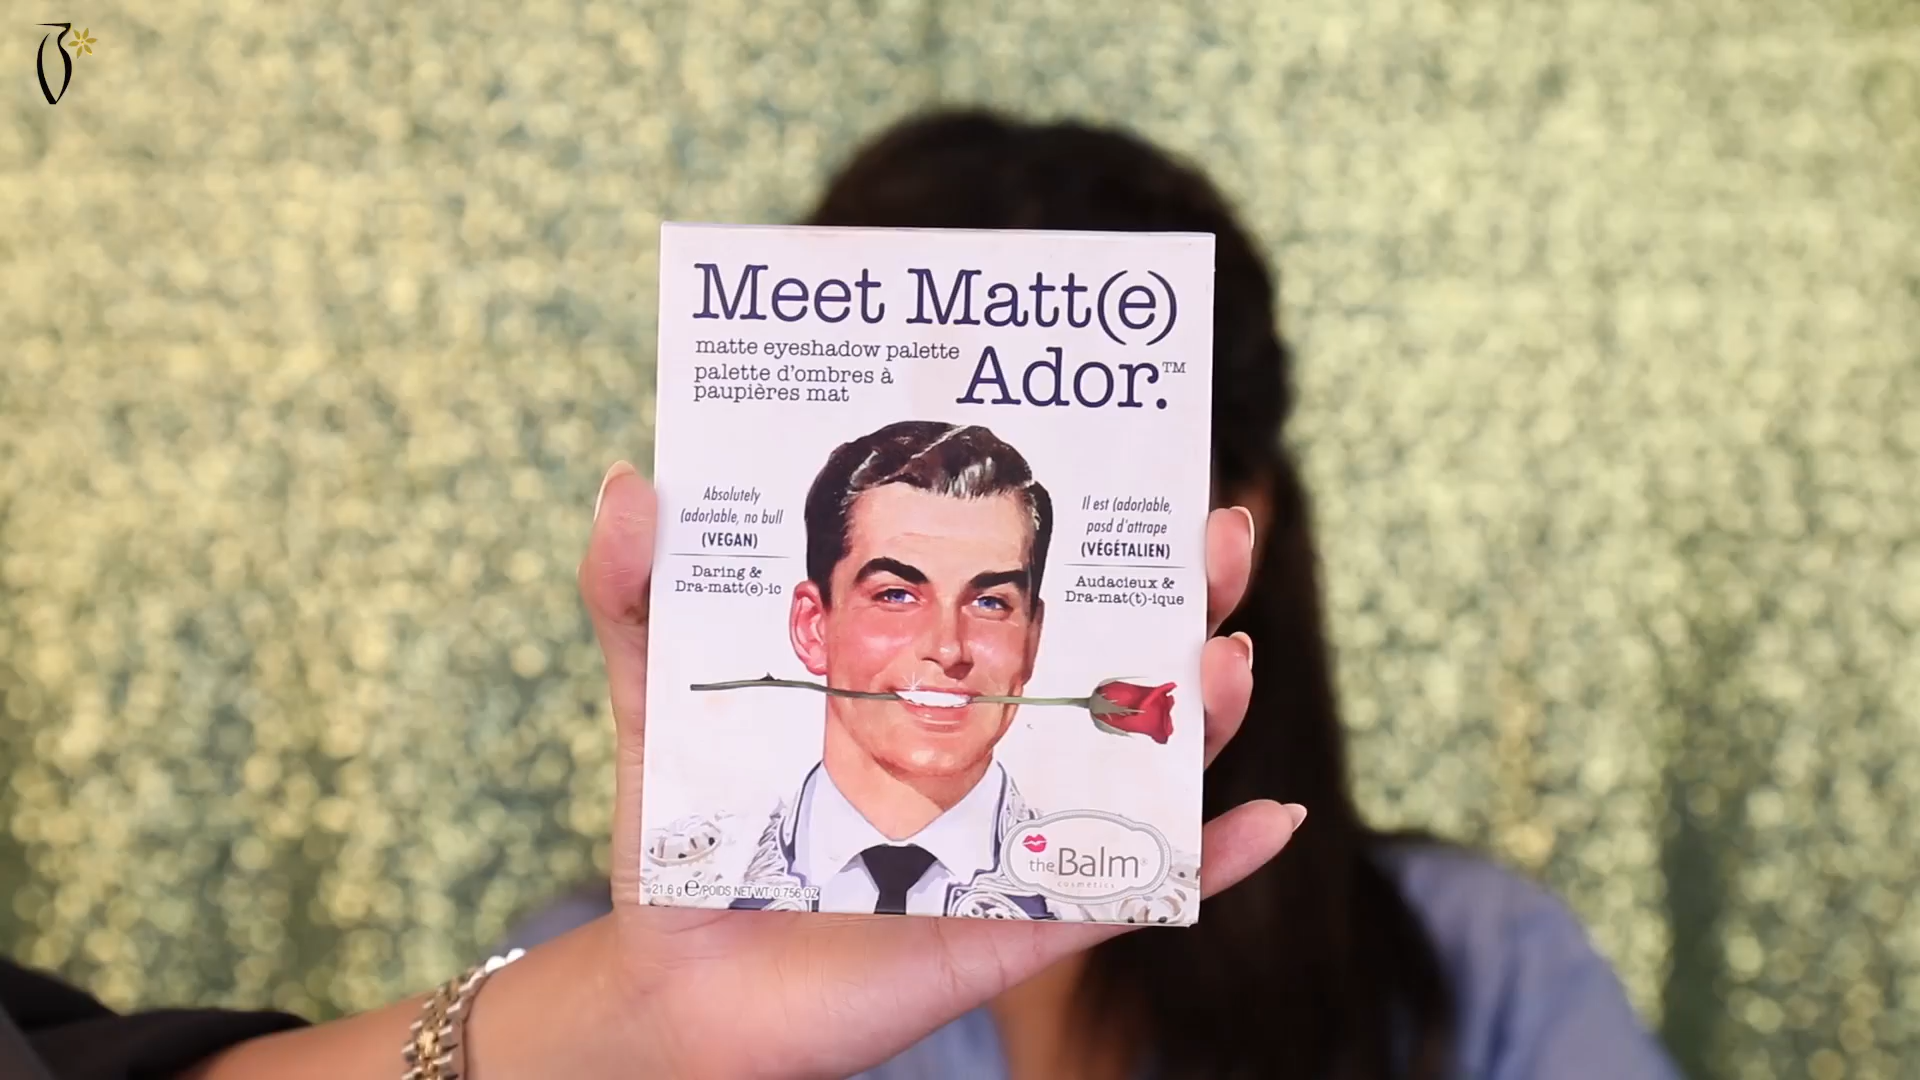 Meet Matt(e)
Ador.™
matte eyeshadow palette
palette d'ombres à
paupières mat
Absolutely
(ador)able, no bull
(VEGAN)
Daring &
Dra-matt(e)-ic
Il est (ador)able,
pasd d'attrape
(VÉGÉTALIEN)
Audacieux &
Dra-mat(t)-ique
theBalm®
cosmetics
21.6 g e/POIDS NET WT. 0.756 OZ